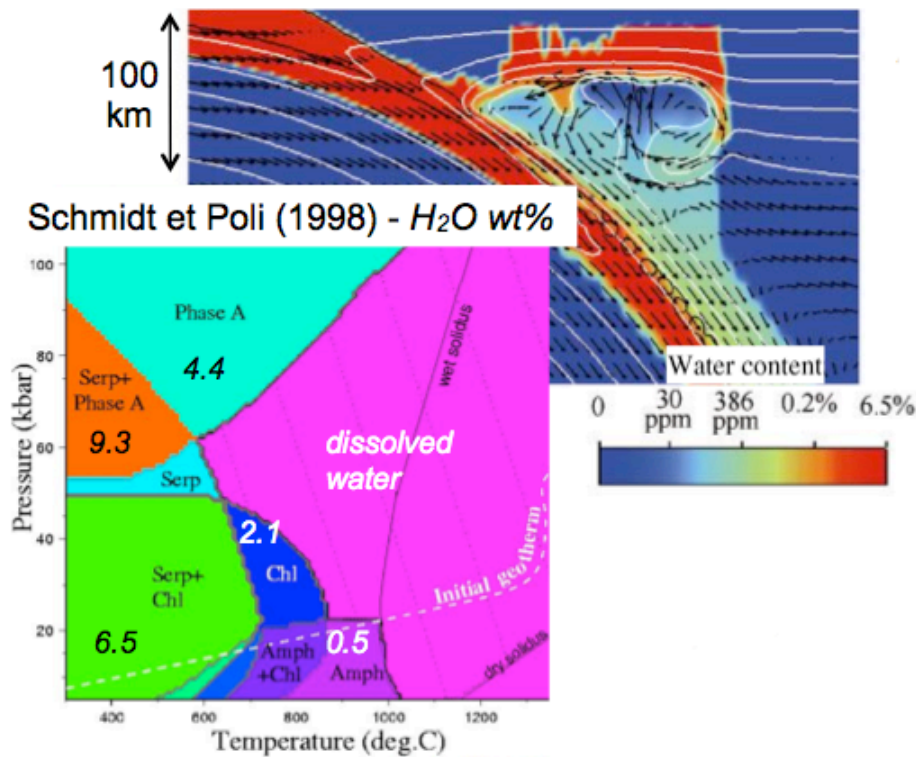 100
km
Schmidt et Poli (1998) - H₂O wt%
Water content
0
30
ppm
386
ppm
0.2%
6.5%
100
80
60
40
20
Pressure (kbar)
Phase A
4.4
Serp+
Phase A
9.3
Serp
wet solidus
dissolved
water
2.1
Chl
Serp+
Chl
6.5
Initial geotherm
0.5
Amph
+Chl
Amph
dry solidus
400
600
800
1000
1200
Temperature (deg.C)